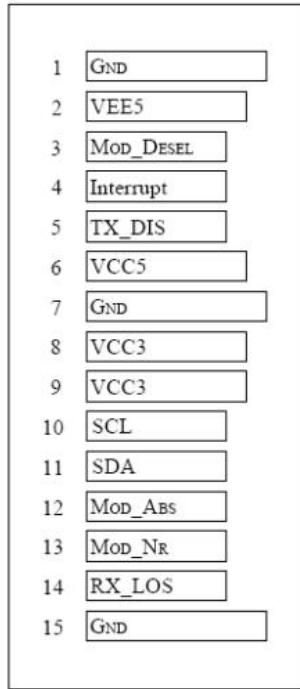 1 GND
2 VEE5
3 MOD_DESEL
4 Interrupt
5 TX_DIS
6 VCC5
7 GND
8 VCC3
9 VCC3
10 SCL
11 SDA
12 MOD_ABS
13 MOD_NR
14 RX_LOS
15 GND